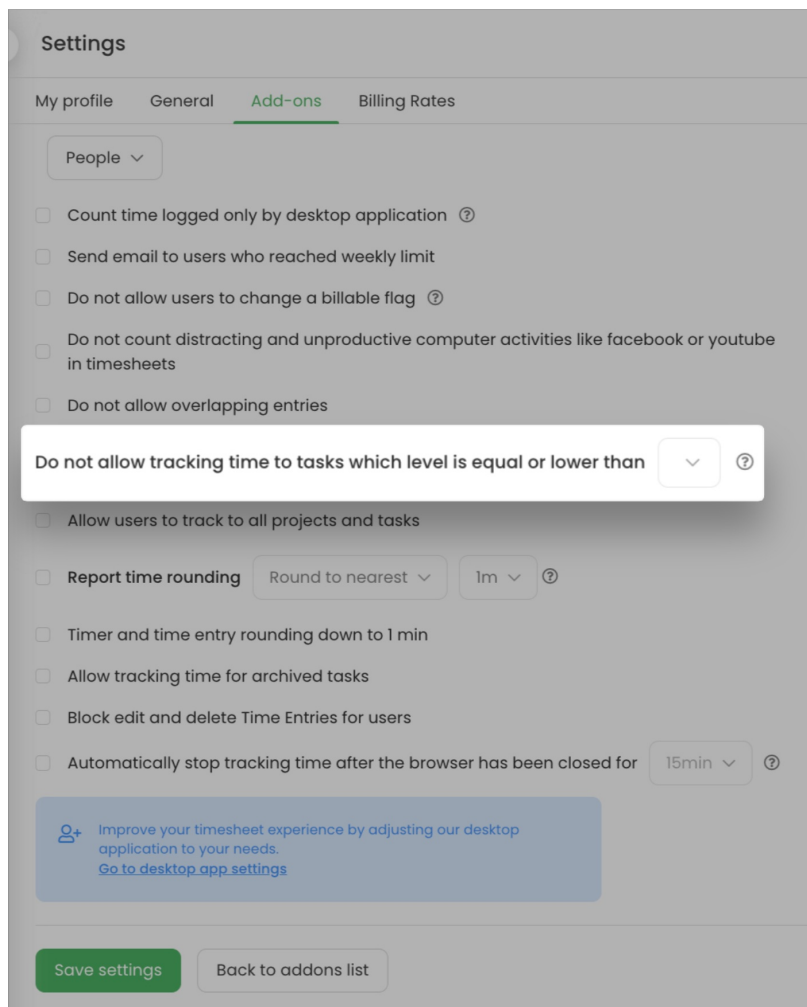 Settings
My profile General Add-ons Billing Rates
People
Count time logged only by desktop application ?
Send email to users who reached weekly limit
Do not allow users to change a billable flag ?
Do not count distracting and unproductive computer activities like facebook or youtube
in timesheets
Do not allow overlapping entries
Do not allow tracking time to tasks which level is equal or lower than ?
Allow users to track to all projects and tasks
Report time rounding Round to nearest 1m ?
Timer and time entry rounding down to 1 min
Allow tracking time for archived tasks
Block edit and delete Time Entries for users
Automatically stop tracking time after the browser has been closed for 15min ?
Improve your timesheet experience by adjusting our desktop
application to your needs.
Go to desktop app settings
Save settings Back to addons list